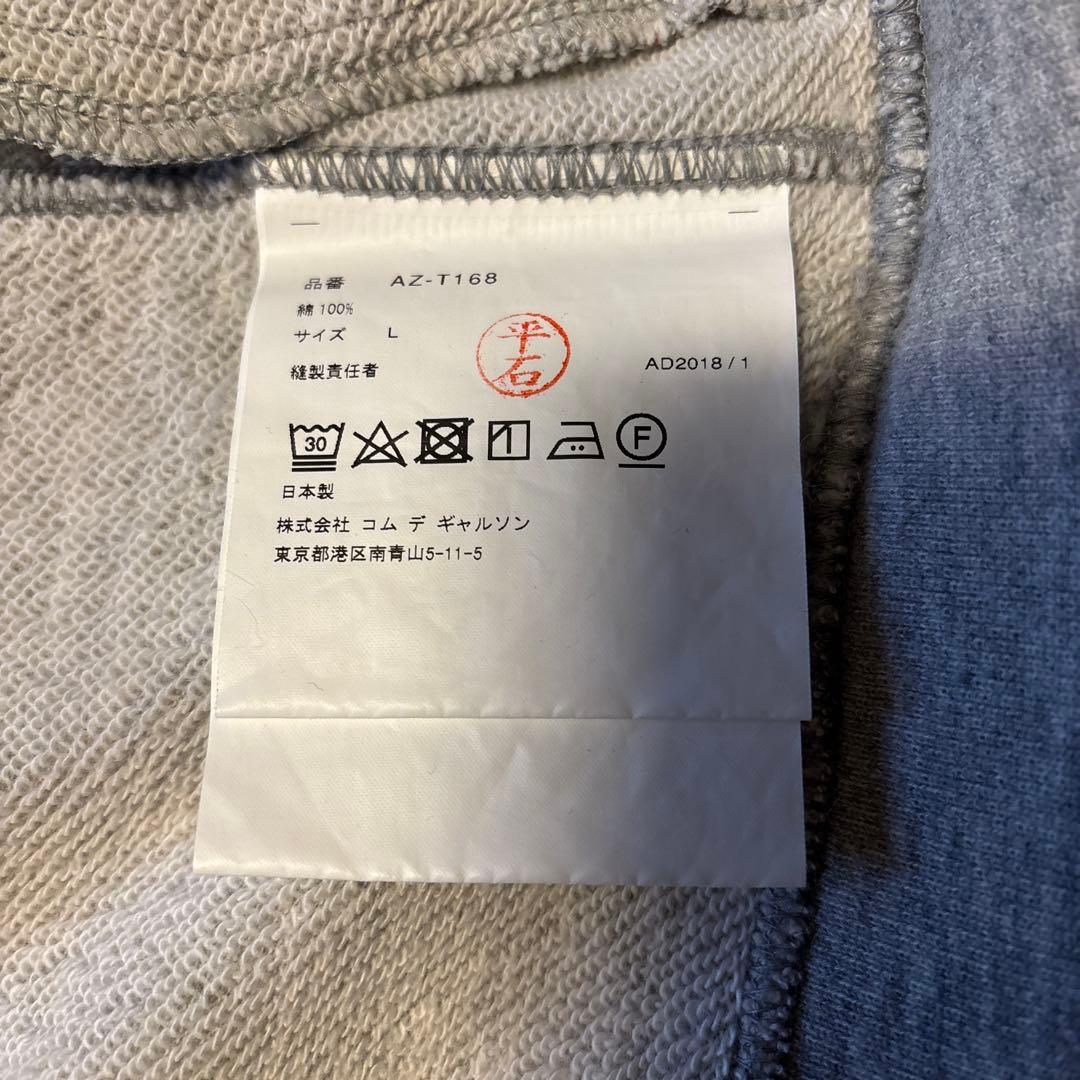 品番 AZ-T168
綿 100%
サイズ L
平石
縫製責任者 AD2018/1
30 F
日本製
株式会社 コム デ ギャルソン
東京都港区南青山5-11-5